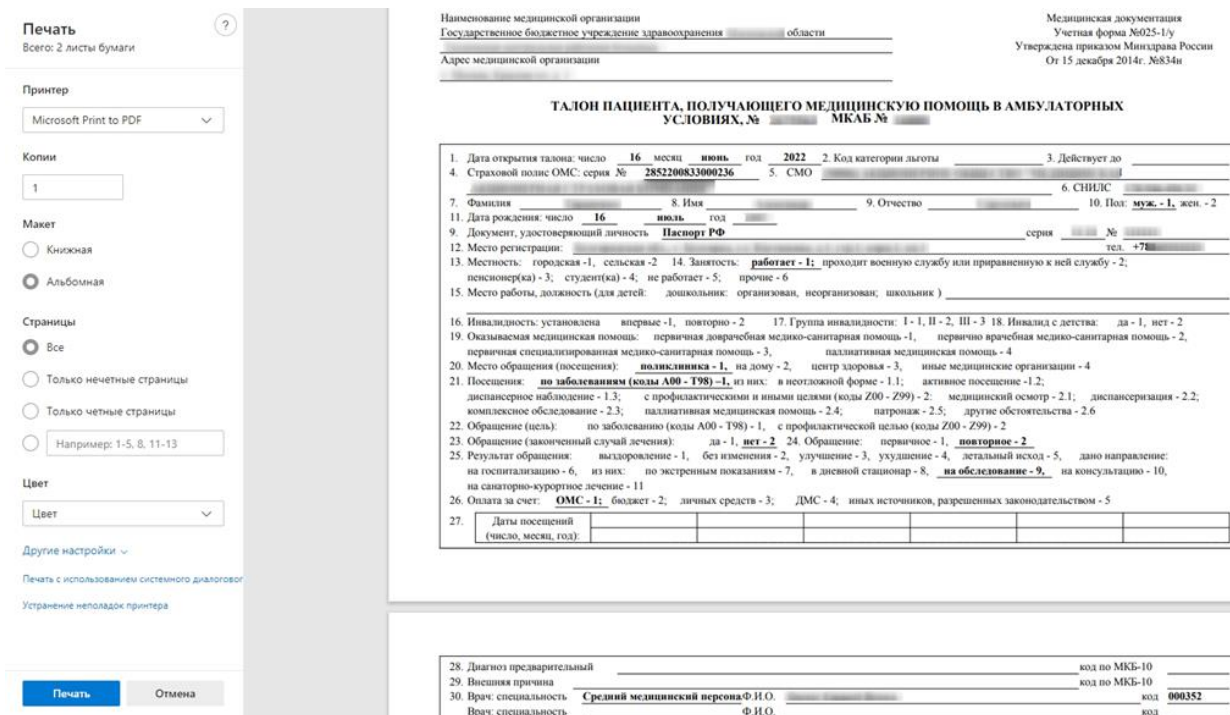 Печать
?
Всего: 2 листы бумаги
Принтер
Microsoft Print to PDF
Копии
1
Макет
Книжная
Альбомная
Страницы
Все
Только нечетные страницы
Только четные страницы
Например: 1-5, 8, 11-13
Цвет
Цвет
Другие настройки
Печать с использованием системного диалогового
Устранение неполадок принтера
Печать Отмена
Наименование медицинской организации
Государственное бюджетное учреждение здравоохранения области
Адрес медицинской организации
Медицинская документация
Учетная форма №025-1/у
Утверждена приказом Минздрава России
От 15 декабря 2014г. №834н
ТАЛОН ПАЦИЕНТА, ПОЛУЧАЮЩЕГО МЕДИЦИНСКУЮ ПОМОЩЬ В АМБУЛАТОРНЫХ
УСЛОВИЯХ, № МКАБ №
1. Дата открытия талона: число 16 месяц июнь год 2022 2. Код категории льготы 3. Действует до
4. Страховой полис ОМС: серия № 2852200833000236 5. СМО
6. СНИЛС
7. Фамилия 8. Имя 9. Отчество 10. Пол: муж. - 1, жен. - 2
11. Дата рождения: число 16 июль год
9. Документ, удостоверяющий личность Паспорт РФ серия №
12. Место регистрации: тел. +78
13. Местность: городская -1, сельская -2 14. Занятость: работает - 1; проходит военную службу или приравненную к ней службу - 2;
пенсионер(ка) - 3; студент(ка) - 4; не работает - 5; прочие - 6
15. Место работы, должность (для детей: дошкольник: организован, неорганизован; школьник )
16. Инвалидность: установлена впервые -1, повторно - 2 17. Группа инвалидности: I - 1, II - 2, III - 3 18. Инвалид с детства: да - 1, нет - 2
19. Оказываемая медицинская помощь: первичная доврачебная медико-санитарная помощь -1, первично врачебная медико-санитарная помощь - 2,
первичная специализированная медико-санитарная помощь - 3, паллиативная медицинская помощь - 4
20. Место обращения (посещения): поликлиника - 1, на дому - 2, центр здоровья - 3, иные медицинские организации - 4
21. Посещения: по заболеваниям (коды A00 - T98) –1, из них: в неотложной форме - 1.1; активное посещение -1.2;
диспансерное наблюдение - 1.3; с профилактическими и иными целями (коды Z00 - Z99) - 2: медицинский осмотр - 2.1; диспансеризация - 2.2;
комплексное обследование - 2.3; паллиативная медицинская помощь - 2.4; патронаж - 2.5; другие обстоятельства - 2.6
22. Обращение (цель): по заболеванию (коды A00 - T98) - 1, с профилактической целью (коды Z00 - Z99) - 2
23. Обращение (законченный случай лечения): да - 1, нет - 2 24. Обращение: первичное - 1, повторное - 2
25. Результат обращения: выздоровление - 1, без изменения - 2, улучшение - 3, ухудшение - 4, летальный исход - 5, дано направление:
на госпитализацию - 6, из них: по экстренным показаниям - 7, в дневной стационар - 8, на обследование - 9, на консультацию - 10,
на санаторно-курортное лечение - 11
26. Оплата за счет: ОМС - 1; бюджет - 2; личных средств - 3; ДМС - 4; иных источников, разрешенных законодательством - 5
27. Даты посещений
(число, месяц, год):
28. Диагноз предварительный код по МКБ-10
29. Внешняя причина код по МКБ-10
30. Врач: специальность Средний медицинский персона Ф.И.О. код 000352
Врач: специальность Ф.И.О. код